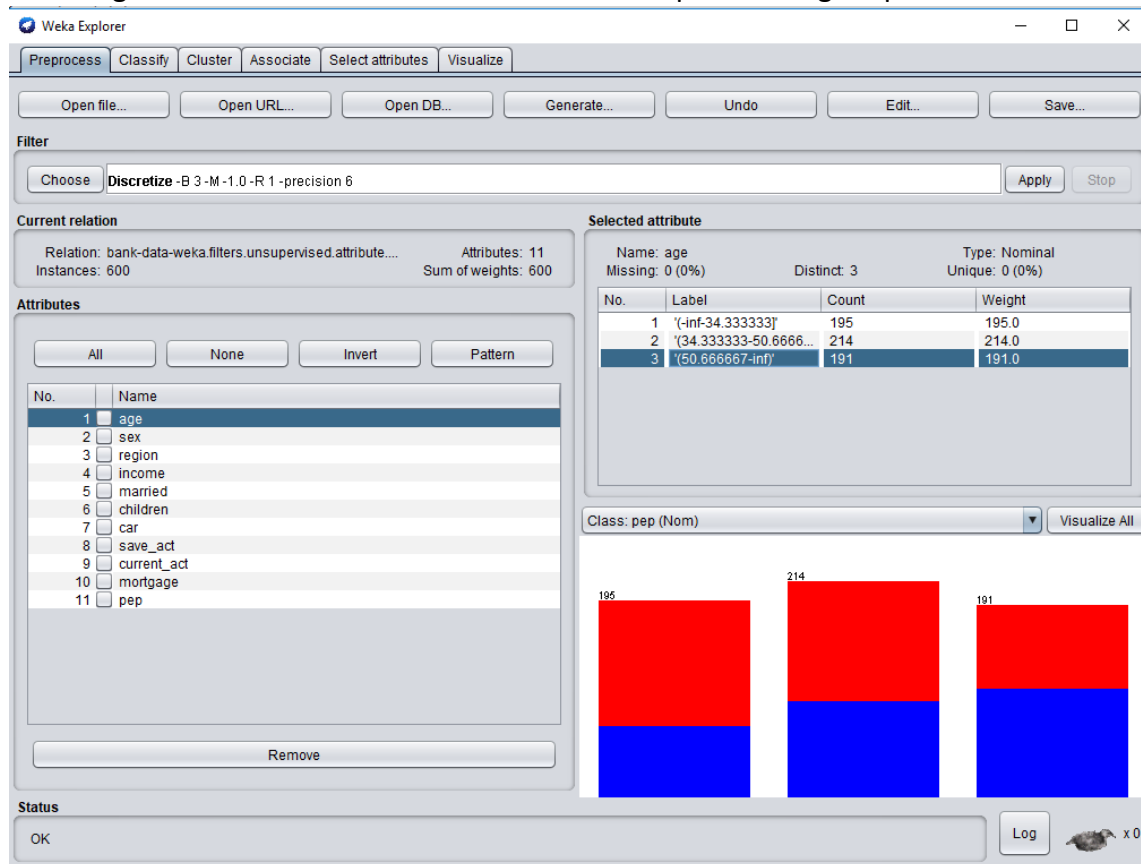 Weka Explorer
Preprocess Classify Cluster Associate Select attributes Visualize
Open file... Open URL... Open DB... Generate... Undo Edit... Save...
Filter
Choose Discretize -B 3 -M -1.0 -R 1 -precision 6 Apply Stop
Current relation
Relation: bank-data-weka.filters.unsupervised.attribute.... Attributes: 11
Instances: 600 Sum of weights: 600
Attributes
All None Invert Pattern
No. Name
1 age
2 sex
3 region
4 income
5 married
6 children
7 car
8 save_act
9 current_act
10 mortgage
11 pep
Remove
Selected attribute
Name: age Type: Nominal
Missing: 0 (0%) Distinct: 3 Unique: 0 (0%)
No. Label Count Weight
1 '(-inf-34.333333]' 195 195.0
2 '(34.333333-50.6666... 214 214.0
3 '(50.666667-inf)' 191 191.0
Class: pep (Nom) Visualize All
195 214 191
Status
OK Log x 0